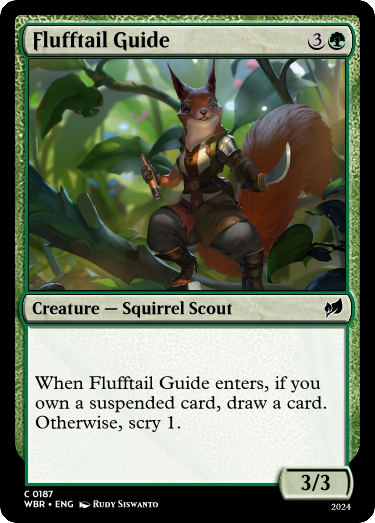 Flufftail Guide 3
Creature — Squirrel Scout
When Flufftail Guide enters, if you
own a suspended card, draw a card.
Otherwise, scry 1.
3/3
C 0187
WBR • ENG Rudy Siswanto
2024